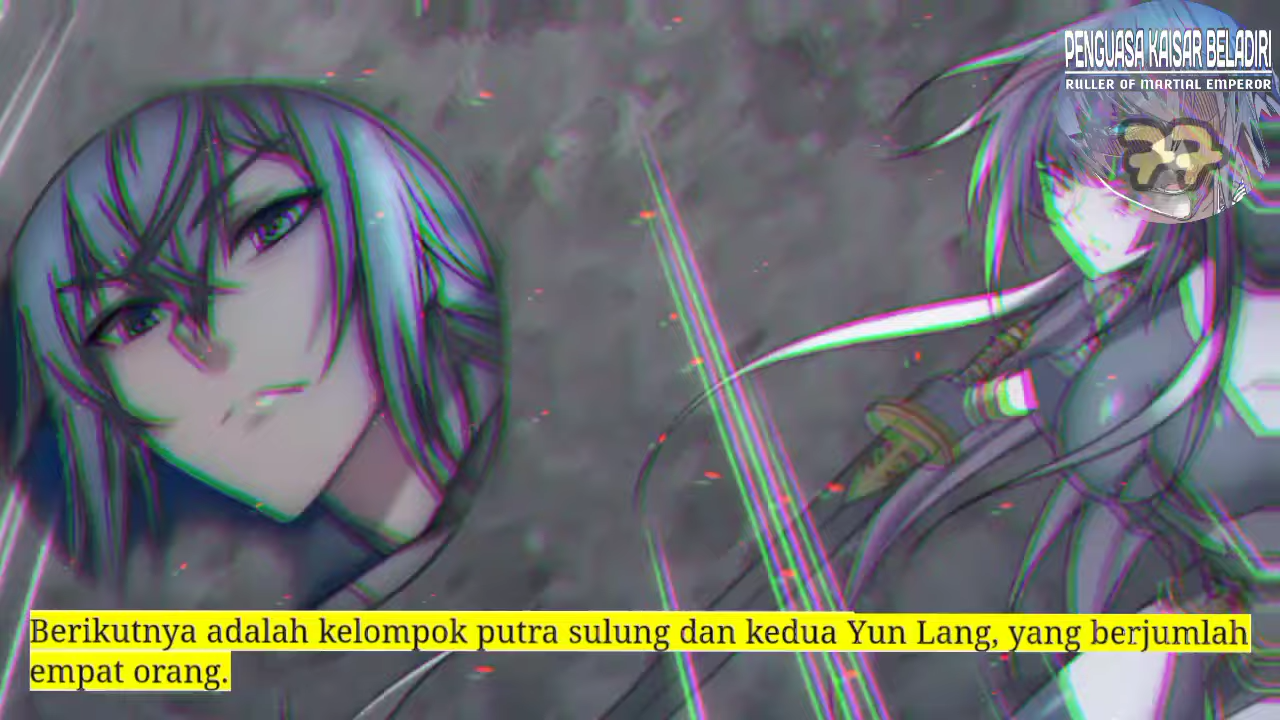 PENGUASA KAISAR BELADIRI
RULLER OF MARTIAL EMPEROR
Berikutnya adalah kelompok putra sulung dan kedua Yun Lang, yang berjumlah
empat orang.